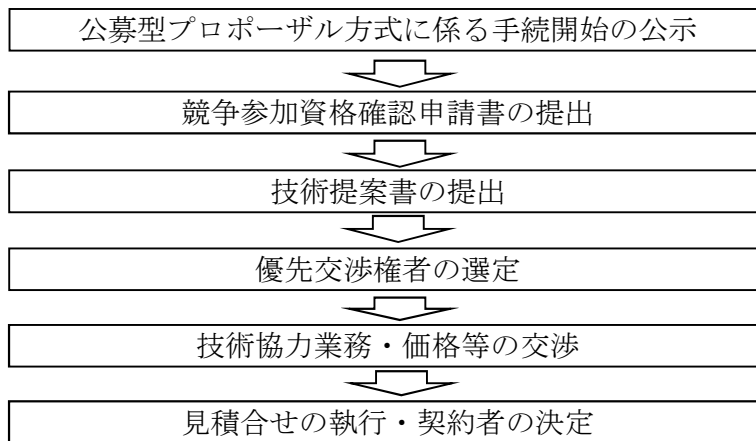 公募型プロポーザル方式に係る手続開始の公示
競争参加資格確認申請書の提出
技術提案書の提出
優先交渉権者の選定
技術協力業務・価格等の交渉
見積合せの執行・契約者の決定